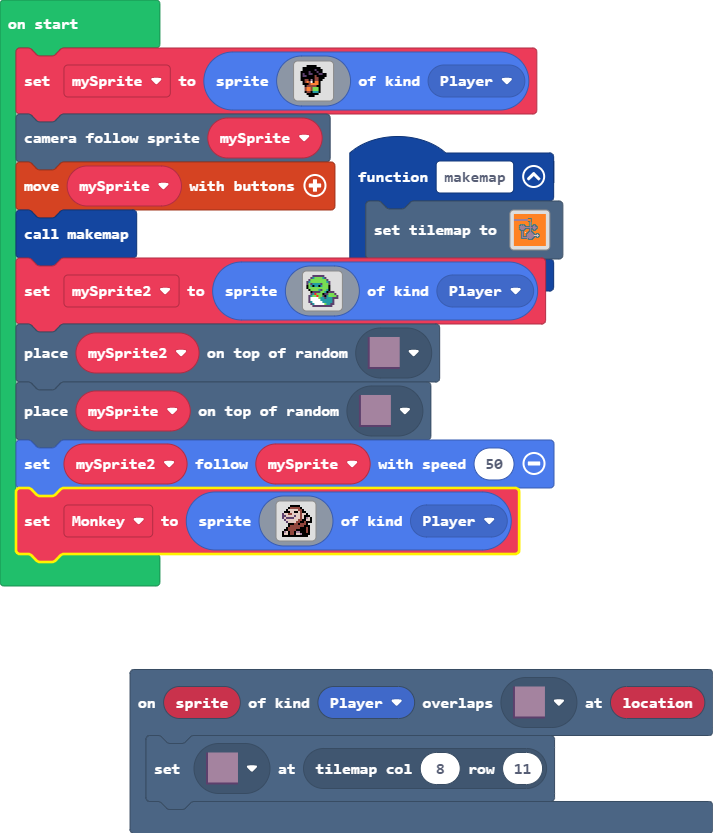 on start
set mySprite to sprite of kind Player
camera follow sprite mySprite
move mySprite with buttons
call makemap
function makemap
set tilemap to
set mySprite2 to sprite of kind Player
place mySprite2 on top of random
place mySprite on top of random
set mySprite2 follow mySprite with speed 50
set Monkey to sprite of kind Player
on sprite of kind Player overlaps at location
set at tilemap col 8 row 11